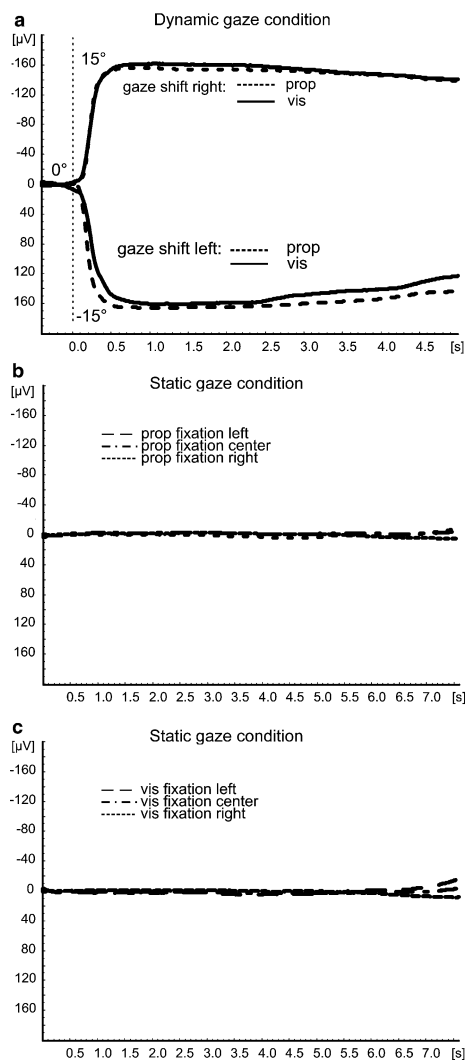 a Dynamic gaze condition
[µV]
-160
-120
-80
-40
0
40
80
120
160
15°
gaze shift right: prop
vis
0°
gaze shift left: prop
vis
-15°
0.0 0.5 1.0 1.5 2.0 2.5 3.0 3.5 4.0 4.5 [s]
b
Static gaze condition
[µV]
-160
-120
-80
-40
0
40
80
120
160
prop fixation left
prop fixation center
prop fixation right
0.5 1.0 1.5 2.0 2.5 3.0 3.5 4.0 4.5 5.0 5.5 6.0 6.5 7.0 [s]
c
Static gaze condition
[µV]
-160
-120
-80
-40
0
40
80
120
160
vis fixation left
vis fixation center
vis fixation right
0.5 1.0 1.5 2.0 2.5 3.0 3.5 4.0 4.5 5.0 5.5 6.0 6.5 7.0 [s]